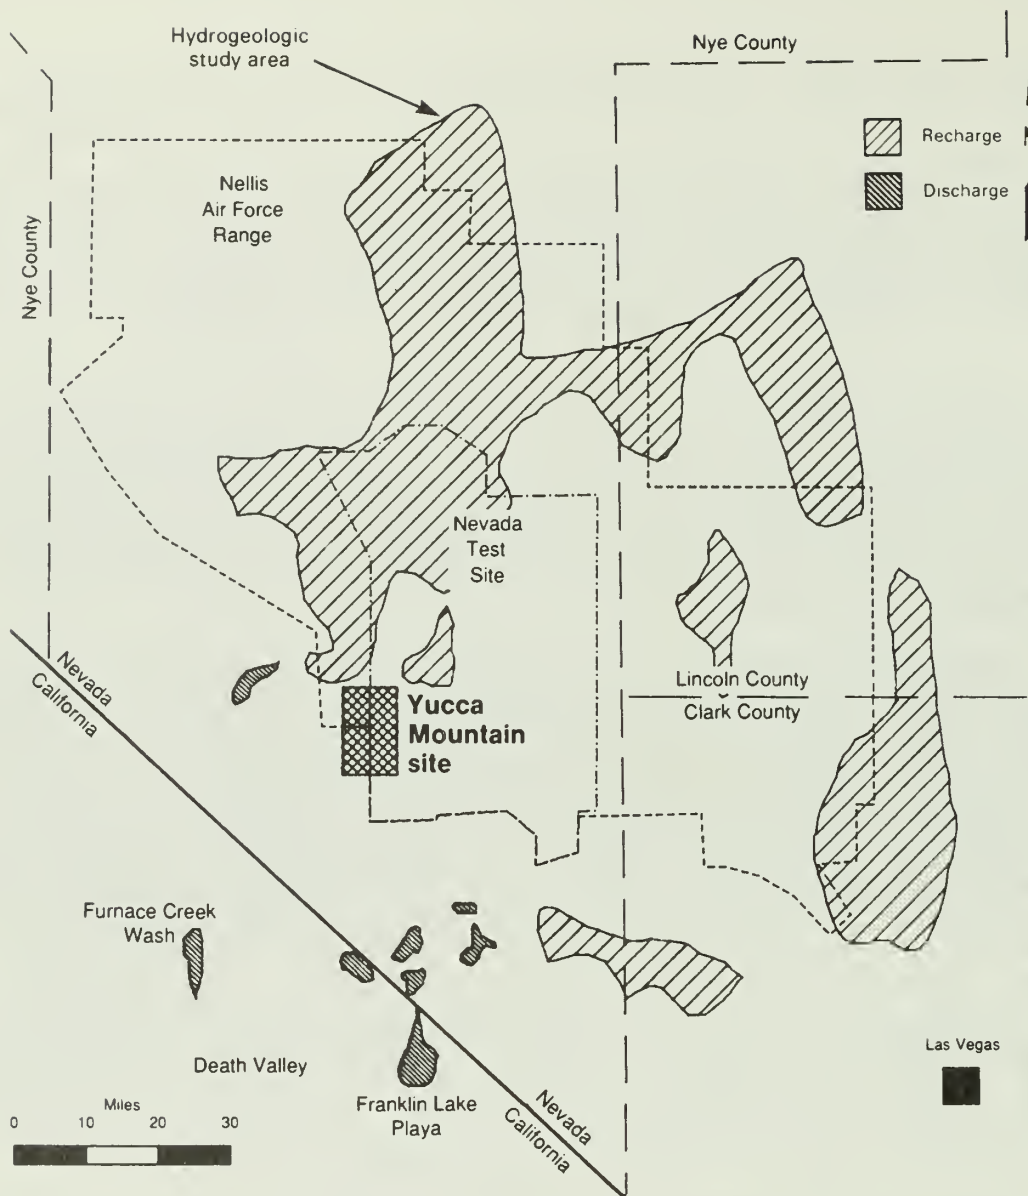 Hydrogeologic
study area
Nye County
Recharge
Discharge
Nellis
Air Force
Range
Nye County
Nevada
Test
Site
Nevada
California
Lincoln County
Clark County
Yucca
Mountain
site
Furnace Creek
Wash
Las Vegas
Death Valley
Franklin Lake
Playa
Nevada
California
Miles
0 10 20 30